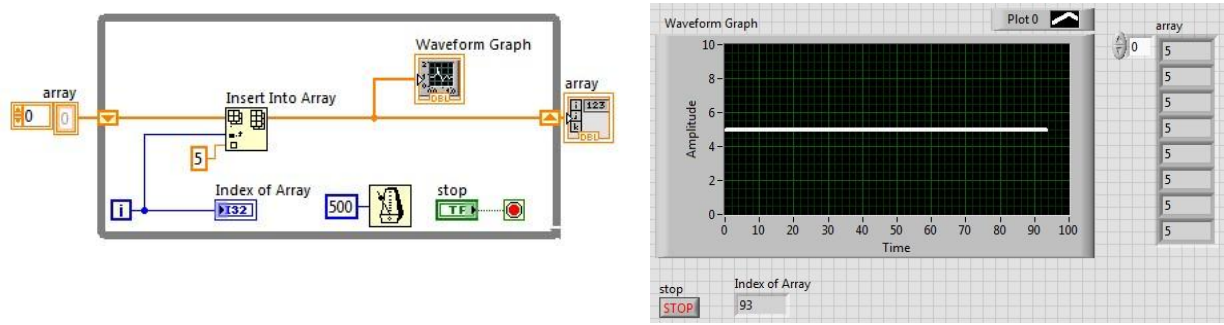 array
0
0
Insert Into Array
5
i
Index of Array
I32
500
Waveform Graph
DBL
stop
TF
array
123
DBL
Waveform Graph
Plot 0
Amplitude
10
8
6
4
2
0
0 10 20 30 40 50 60 70 80 90 100
Time
array
0
5
5
5
5
5
5
5
5
stop
STOP
Index of Array
93